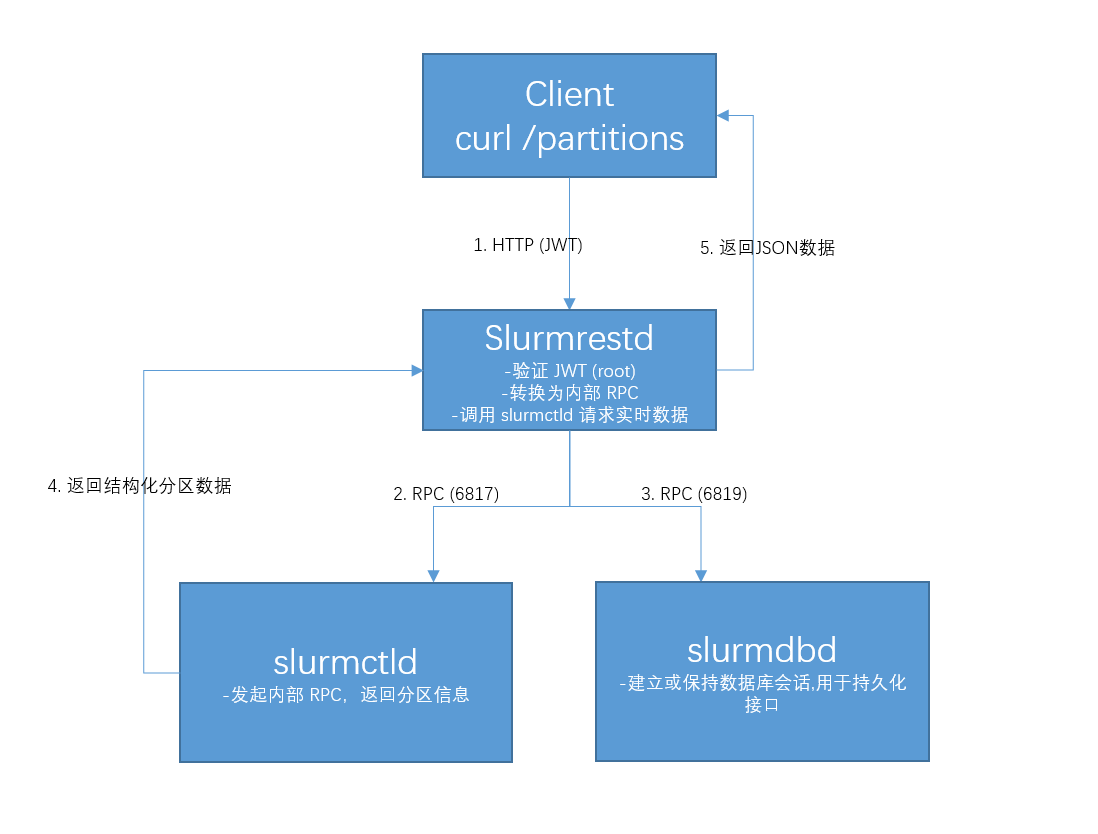 Client
curl /partitions
1. HTTP (JWT)
5. 返回JSON数据
Slurmrestd
-验证 JWT (root)
-转换为内部 RPC
-调用 slurmctld 请求实时数据
4. 返回结构化分区数据
2. RPC (6817)
3. RPC (6819)
slurmctld
-发起内部 RPC，返回分区信息
slurmdbd
-建立或保持数据库会话,用于持久化
接口